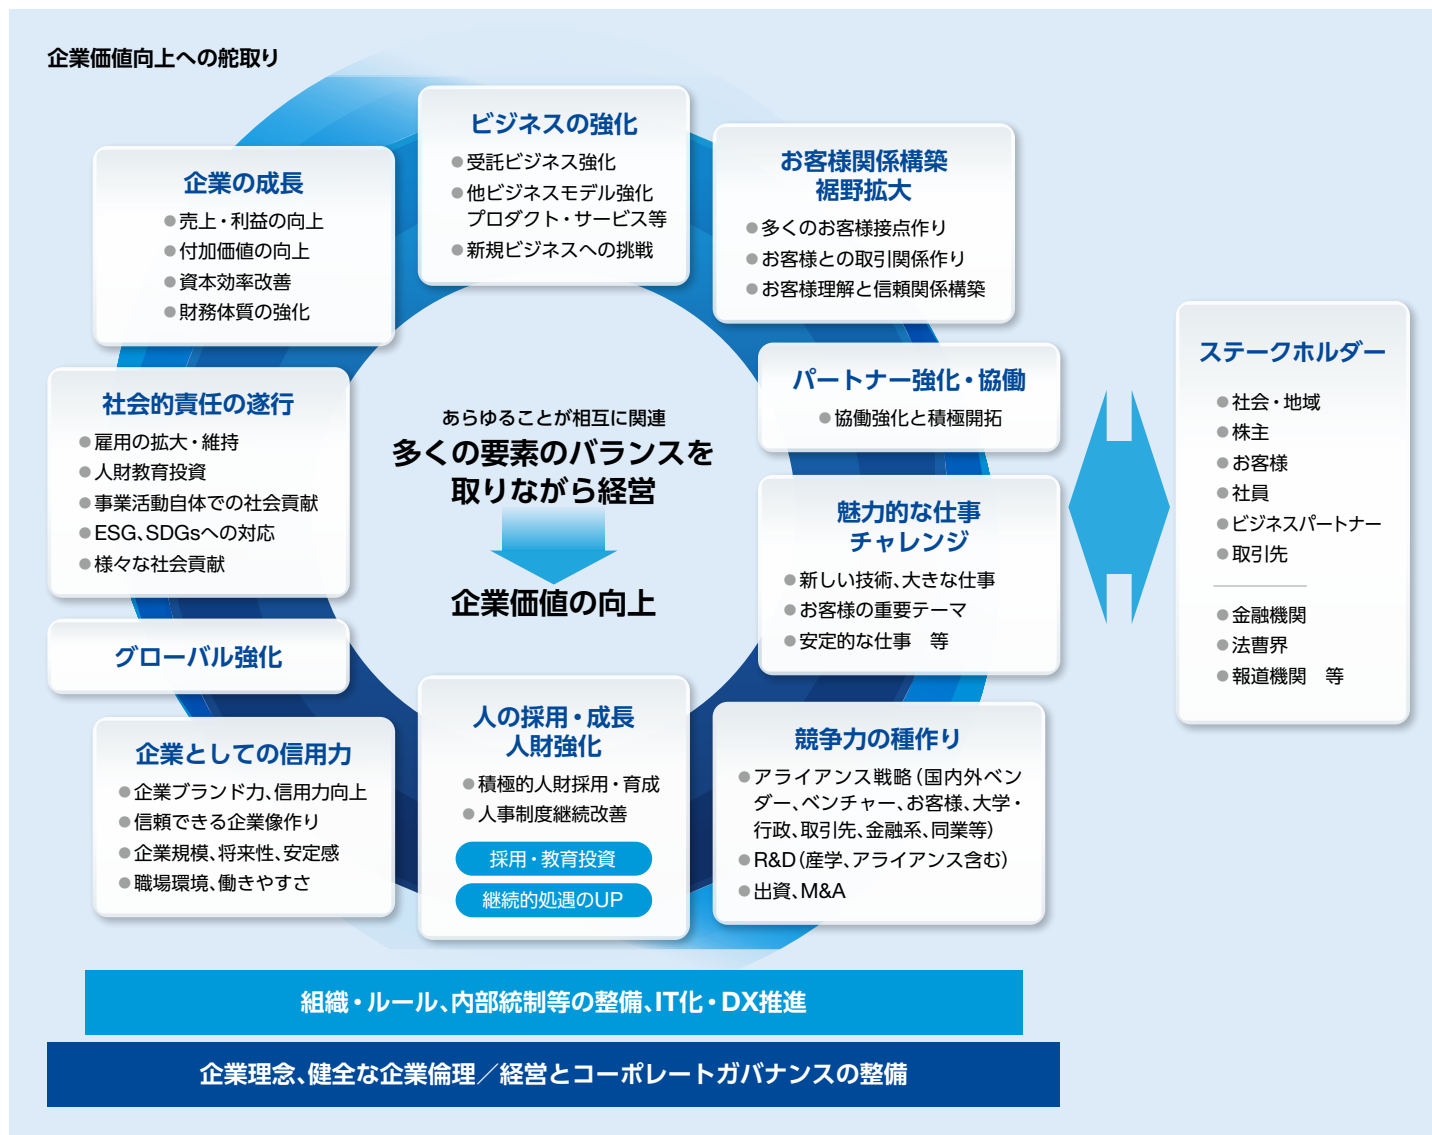 企業価値向上への舵取り
ビジネスの強化
●受託ビジネス強化
●他ビジネスモデル強化
プロダクト・サービス等
●新規ビジネスへの挑戦
お客様関係構築
裾野拡大
●多くのお客様接点作り
●お客様との取引関係作り
●お客様理解と信頼関係構築
パートナー強化・協働
●協働強化と積極開拓
魅力的な仕事
チャレンジ
●新しい技術、大きな仕事
●お客様の重要テーマ
●安定的な仕事　等
競争力の種作り
●アライアンス戦略（国内外ベン
ダー、ベンチャー、お客様、大学・
行政、取引先、金融系、同業等）
●R&D（産学、アライアンス含む）
●出資、M&A
人の採用・成長
人財強化
●積極的人財採用・育成
●人事制度継続改善
採用・教育投資
継続的処遇のUP
企業としての信用力
●企業ブランド力、信用力向上
●信頼できる企業像作り
●企業規模、将来性、安定感
●職場環境、働きやすさ
グローバル強化
社会的責任の遂行
●雇用の拡大・維持
●人財教育投資
●事業活動自体での社会貢献
●ESG、SDGsへの対応
●様々な社会貢献
企業の成長
●売上・利益の向上
●付加価値の向上
●資本効率改善
●財務体質の強化
あらゆることが相互に関連
多くの要素のバランスを
取りながら経営
企業価値の向上
ステークホルダー
●社会・地域
●株主
●お客様
●社員
●ビジネスパートナー
●取引先
●金融機関
●法曹界
●報道機関　等
組織・ルール、内部統制等の整備、IT化・DX推進
企業理念、健全な企業倫理／経営とコーポレートガバナンスの整備